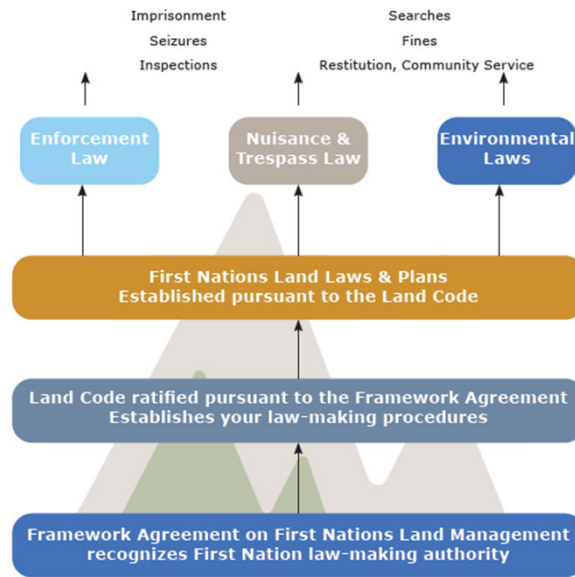 Imprisonment
Seizures
Inspections
Searches
Fines
Restitution, Community Service
Enforcement
Law
Nuisance &
Trespass Law
Environmental
Laws
First Nations Land Laws & Plans
Established pursuant to the Land Code
Land Code ratified pursuant to the Framework Agreement
Establishes your law-making procedures
Framework Agreement on First Nations Land Management
recognizes First Nation law-making authority